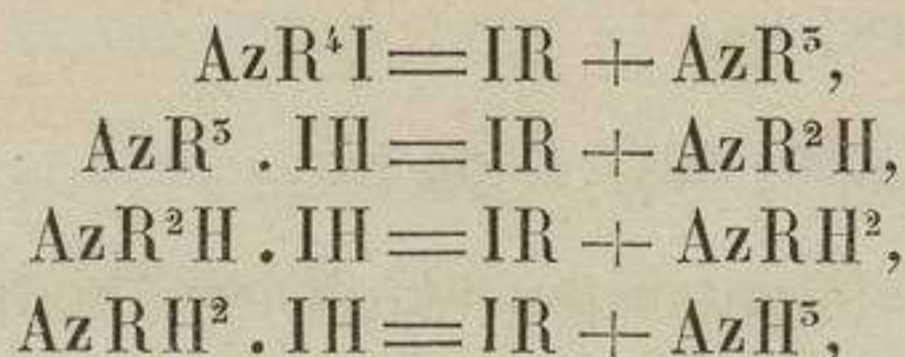 AzR⁴I = IR + AzR³,
AzR³ . IH = IR + AzR²H,
AzR²H . IH = IR + AzRH²,
AzRH² . IH = IR + AzH³,